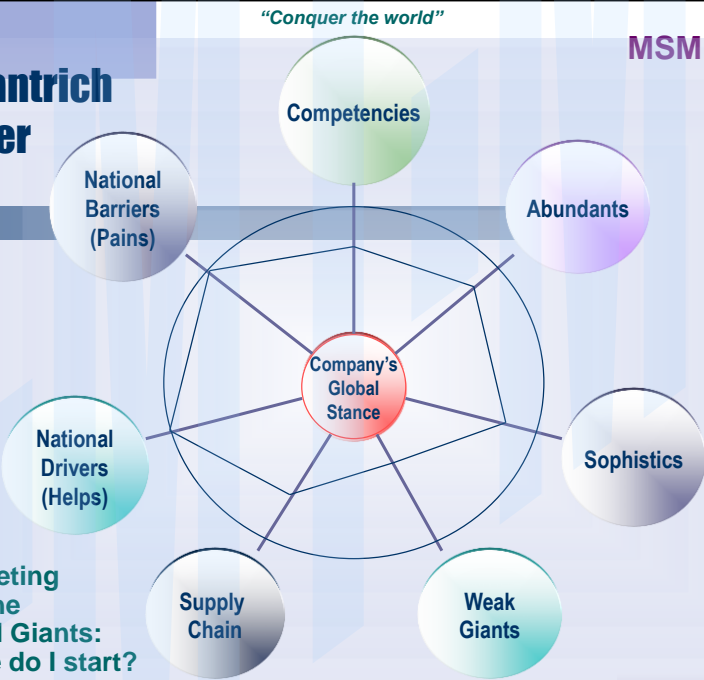 “Conquer the world”
MSM
antrich
er
Competencies
National
Barriers
(Pains)
Abundants
Company’s
Global
Stance
National
Drivers
(Helps)
Sophistics
eting
ne
l Giants:
e do I start?
Supply
Chain
Weak
Giants